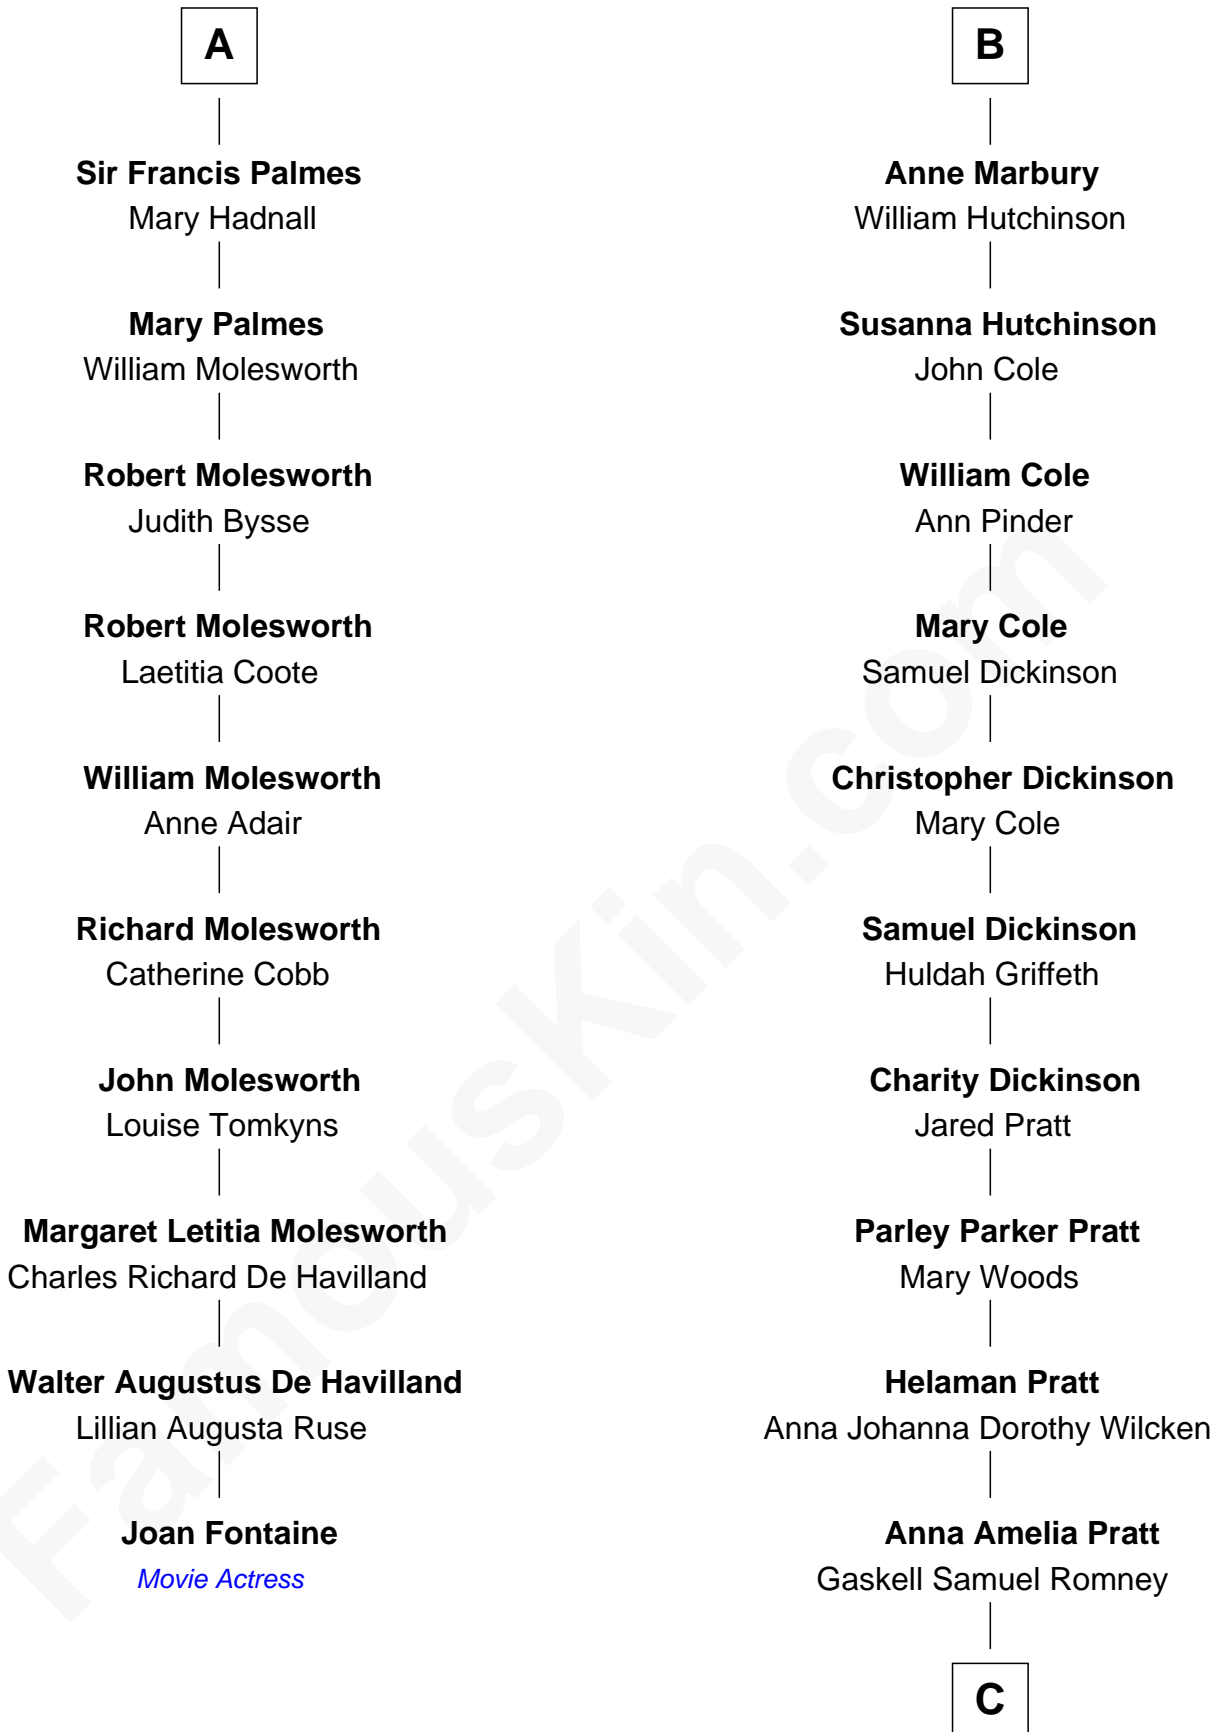 A
Sir Francis Palmes
Mary Hadnall
Mary Palmes
William Molesworth
Robert Molesworth
Judith Bysse
Robert Molesworth
Laetitia Coote
William Molesworth
Anne Adair
Richard Molesworth
Catherine Cobb
John Molesworth
Louise Tomkyns
Margaret Letitia Molesworth
Charles Richard De Havilland
Walter Augustus De Havilland
Lillian Augusta Ruse
Joan Fontaine
Movie Actress
B
Anne Marbury
William Hutchinson
Susanna Hutchinson
John Cole
William Cole
Ann Pinder
Mary Cole
Samuel Dickinson
Christopher Dickinson
Mary Cole
Samuel Dickinson
Huldah Griffeth
Charity Dickinson
Jared Pratt
Parley Parker Pratt
Mary Woods
Helaman Pratt
Anna Johanna Dorothy Wilcken
Anna Amelia Pratt
Gaskell Samuel Romney
C
FamousKin.com